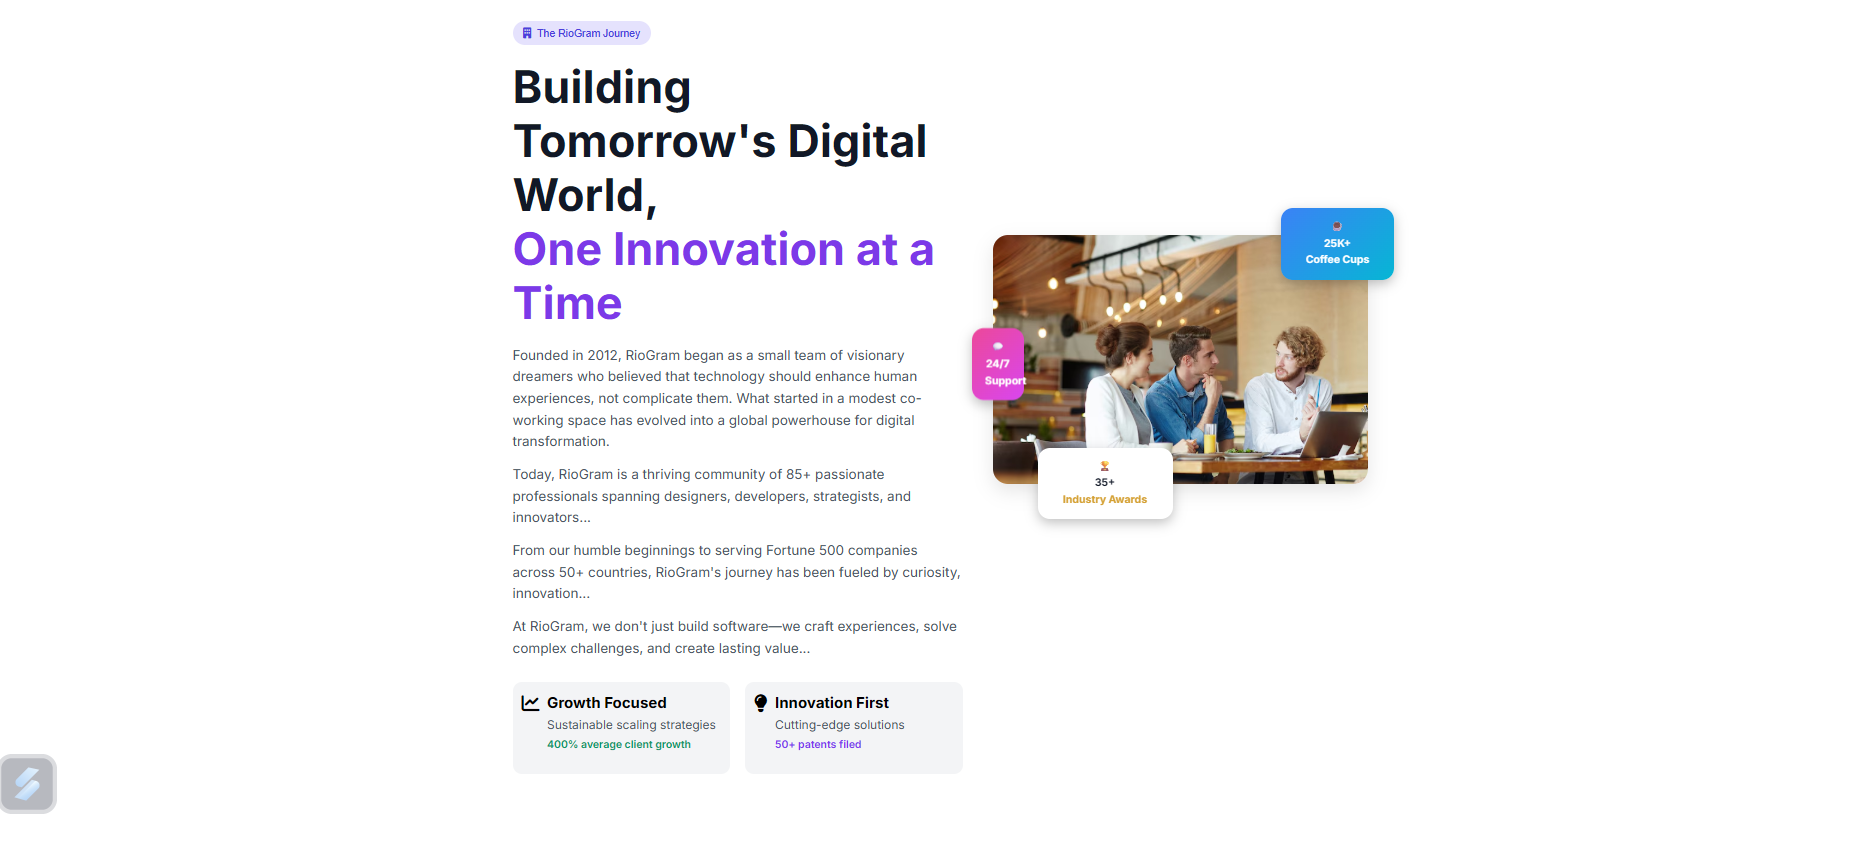 The RioGram Journey
Building
Tomorrow's Digital
World,
One Innovation at a
Time
Founded in 2012, RioGram began as a small team of visionary
dreamers who believed that technology should enhance human
experiences, not complicate them. What started in a modest co-
working space has evolved into a global powerhouse for digital
transformation.
Today, RioGram is a thriving community of 85+ passionate
professionals spanning designers, developers, strategists, and
innovators...
From our humble beginnings to serving Fortune 500 companies
across 50+ countries, RioGram's journey has been fueled by curiosity,
innovation...
At RioGram, we don't just build software—we craft experiences, solve
complex challenges, and create lasting value...
Growth Focused
Sustainable scaling strategies
400% average client growth
Innovation First
Cutting-edge solutions
50+ patents filed
25K+
Coffee Cups
24/7
Support
35+
Industry Awards